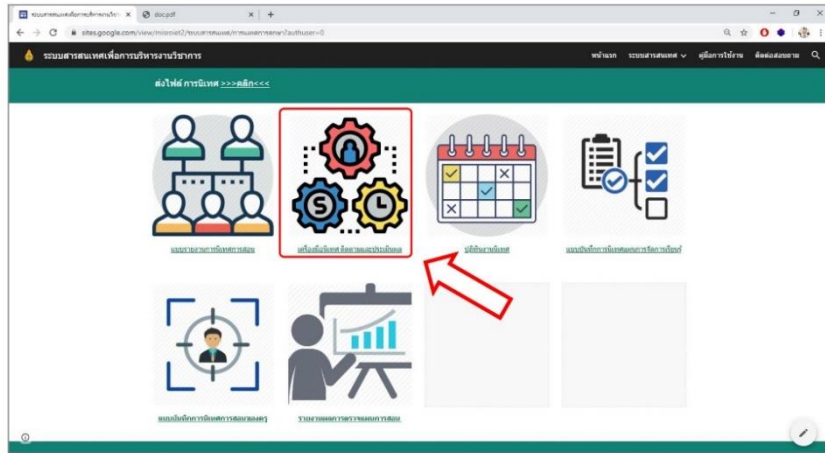 doc.pdf
ระบบสารสนเทศเพื่อการบริหารงานวิชาการ
หน้าแรก ระบบสารสนเทศ คู่มือการใช้งาน ติดต่อสอบถาม
ส่งไฟล์ การนิเทศ >>>คลิก<<<
S
L
แบบรายงานการนิเทศการสอน
เครื่องมือนิเทศ ติดตามและประเมินผล
ปฏิทินงานนิเทศ
แบบบันทึกการนิเทศแผนการจัดการเรียนรู้
แบบบันทึกการนิเทศการสอนของครู
รายงานผลการตรวจแผนการสอน